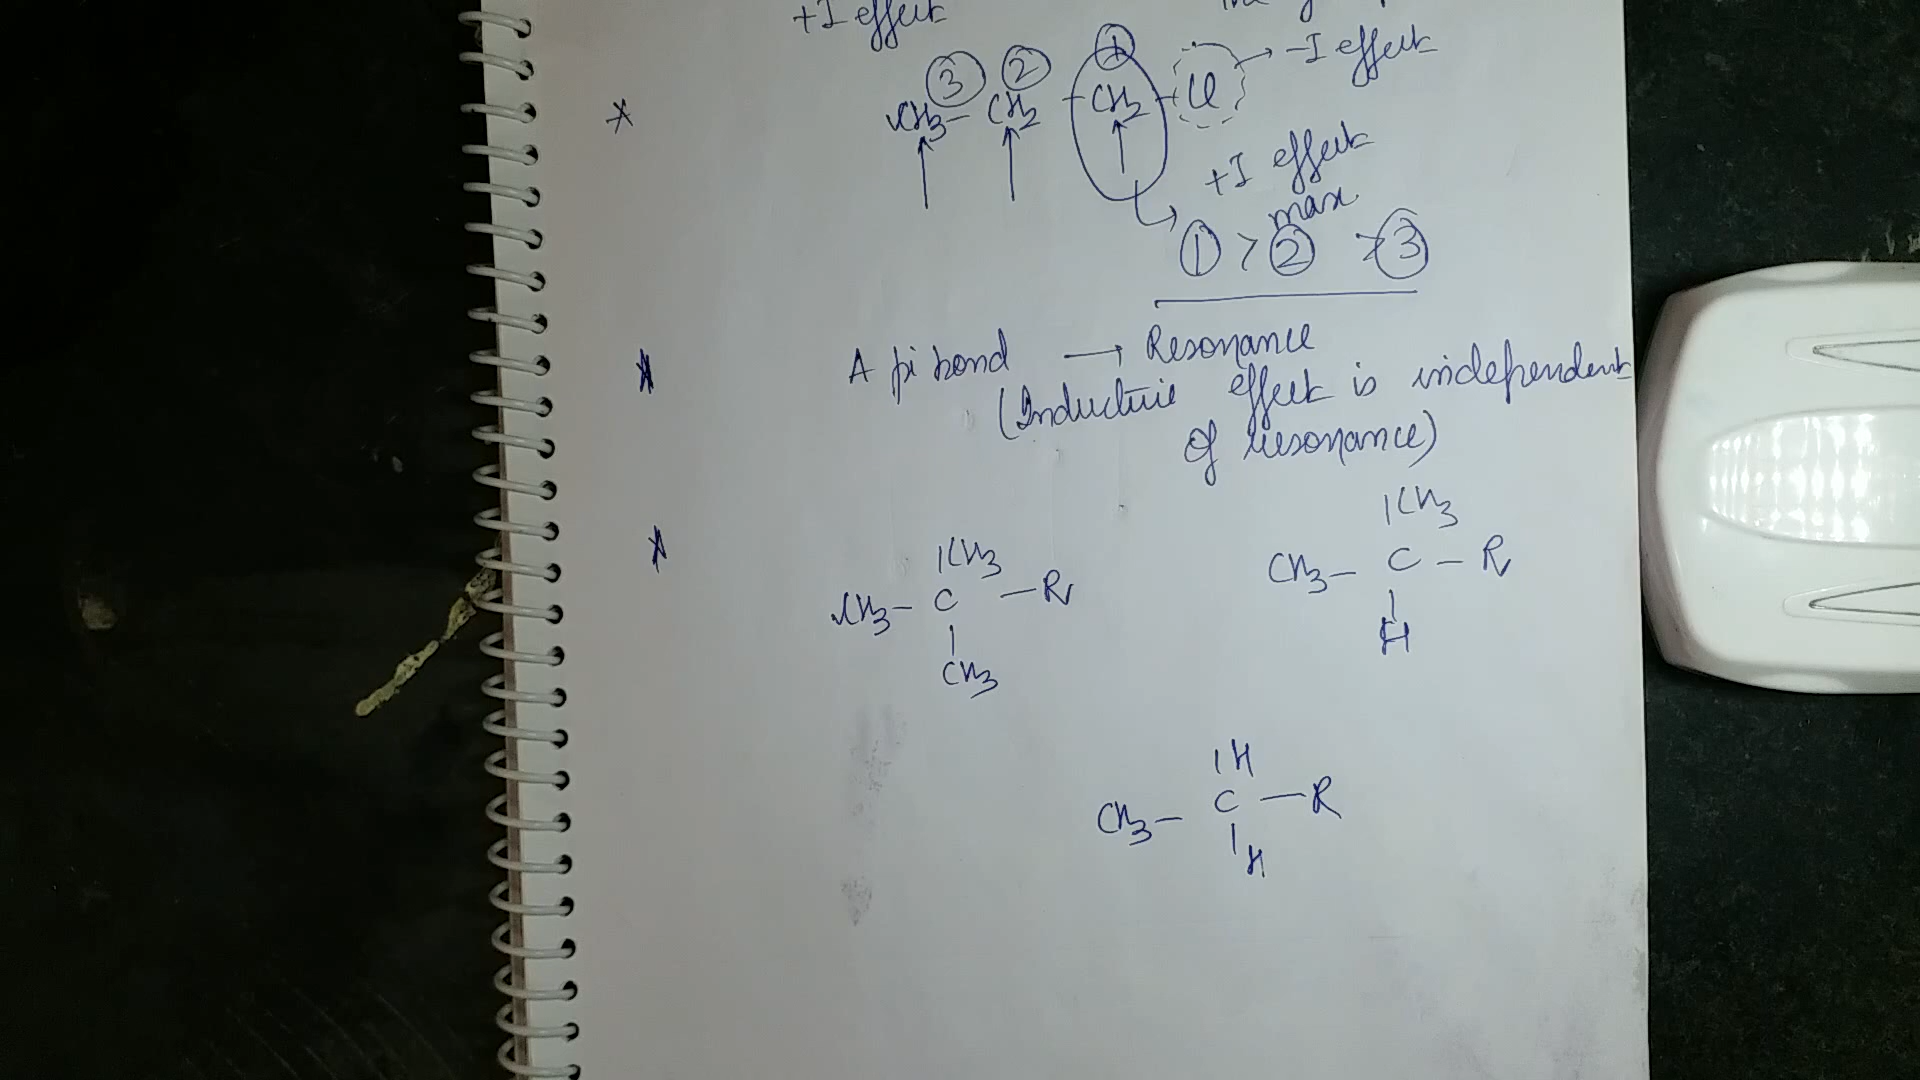 +I effect
③ ② ①
CH3 - CH2 - CH2 - Cl → -I effect
+I effect
max
① > ② > ③
A pi bond → Resonance
(Inductive effect is independent
of resonance)
CH3
CH3 - C - R
CH3
CH3
CH3 - C - R
H
H
CH3 - C - R
H